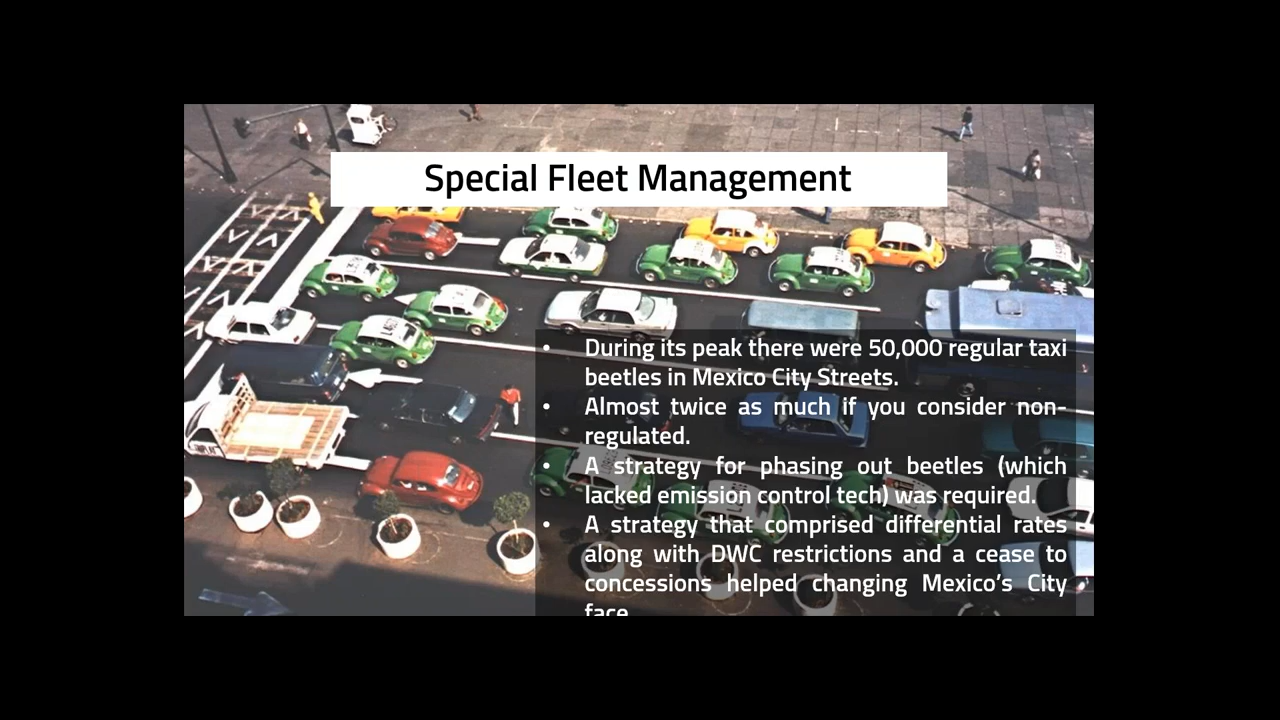 Special Fleet Management
• During its peak there were 50,000 regular taxi
beetles in Mexico City Streets.
• Almost twice as much if you consider non-
regulated.
• A strategy for phasing out beetles (which
lacked emission control tech) was required.
• A strategy that comprised differential rates
along with DWC restrictions and a cease to
concessions helped changing Mexico’s City
face